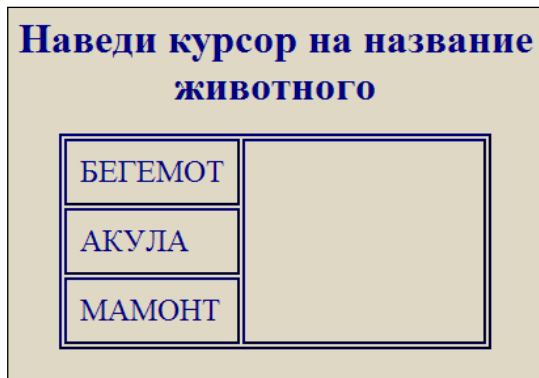 Наведи курсор на название
животного
БЕГЕМОТ
АКУЛА
МАМОНТ